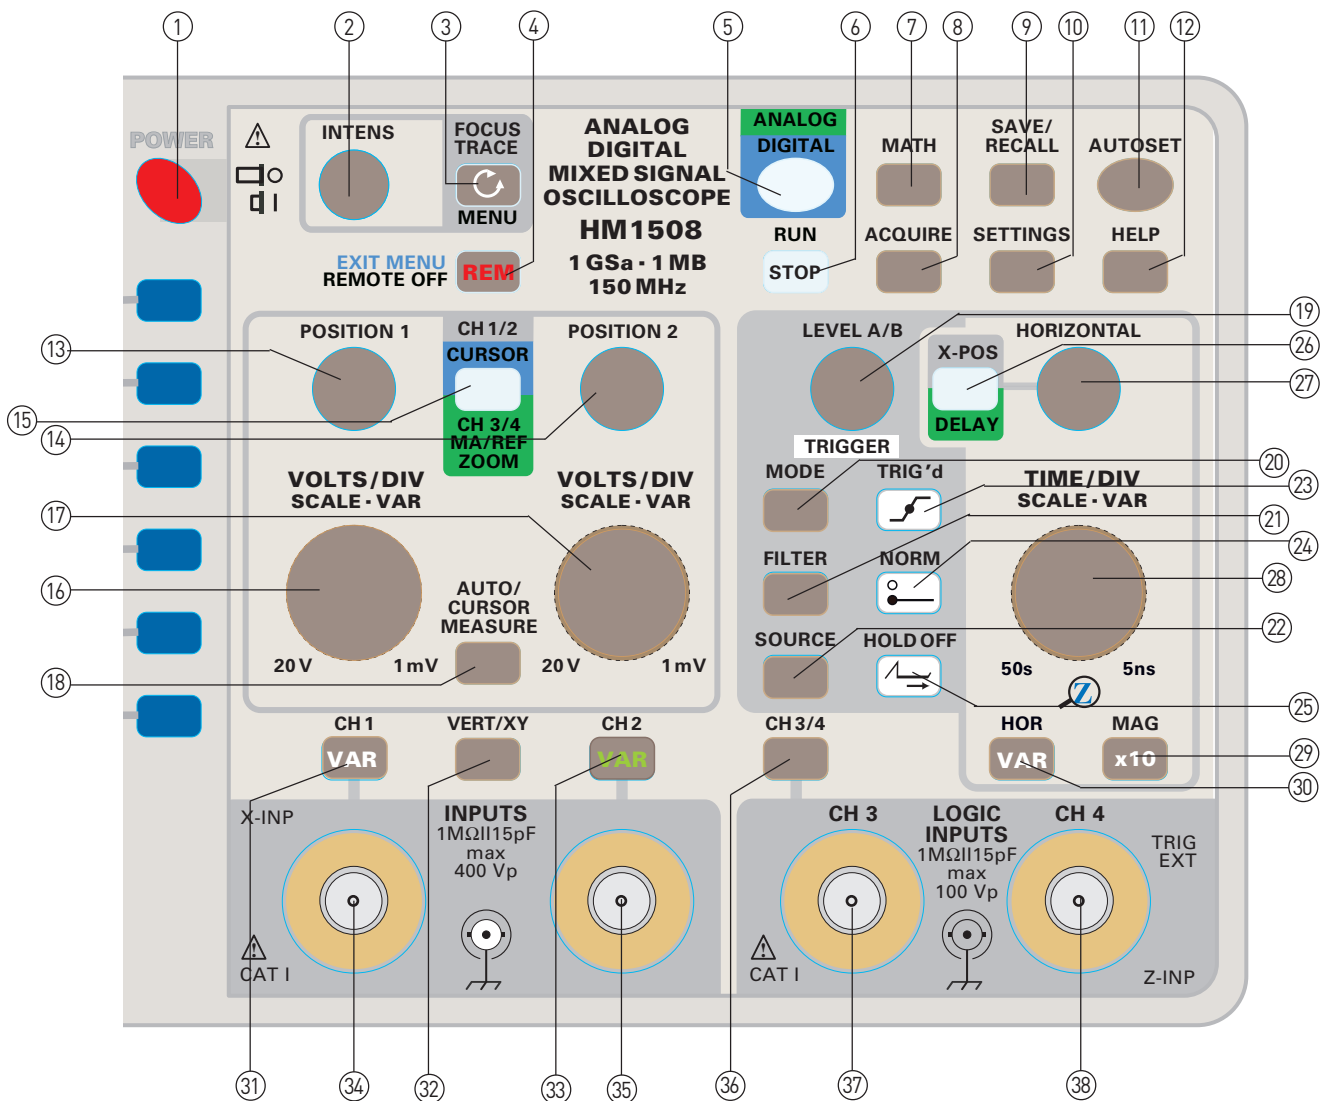 1 2 3 4 5 6 7 8 9 10 11 12
POWER
INTENS
FOCUS
TRACE
MENU
EXIT MENU
REMOTE OFF
REM
ANALOG
DIGITAL
MIXED SIGNAL
OSCILLOSCOPE
HM1508
1 GSa · 1 MB
150 MHz
ANALOG
DIGITAL
RUN
STOP
MATH
SAVE/
RECALL
AUTOSET
ACQUIRE
SETTINGS
HELP
13
15
14
17
16
18
POSITION 1
CH 1/2
CURSOR
CH 3/4
MA/REF
ZOOM
POSITION 2
VOLTS/DIV
SCALE · VAR
20 V
1 mV
AUTO/
CURSOR
MEASURE
VOLTS/DIV
SCALE · VAR
20 V
1 mV
LEVEL A/B
TRIGGER
MODE
TRIG'd
FILTER
NORM
SOURCE
HOLD OFF
X-POS
DELAY
HORIZONTAL
TIME/DIV
SCALE · VAR
50s
5ns
Z
19
26
27
20
23
21
24
28
22
25
29
30
CH 1
VAR
VERT/XY
CH 2
VAR
CH 3/4
HOR
VAR
MAG
x10
X-INP
INPUTS
1MΩII15pF
max
400 Vp
CAT I
CH 3
LOGIC
INPUTS
1MΩII15pF
max
100 Vp
CH 4
TRIG
EXT
CAT I
Z-INP
31 34 32 33 35 36 37 38